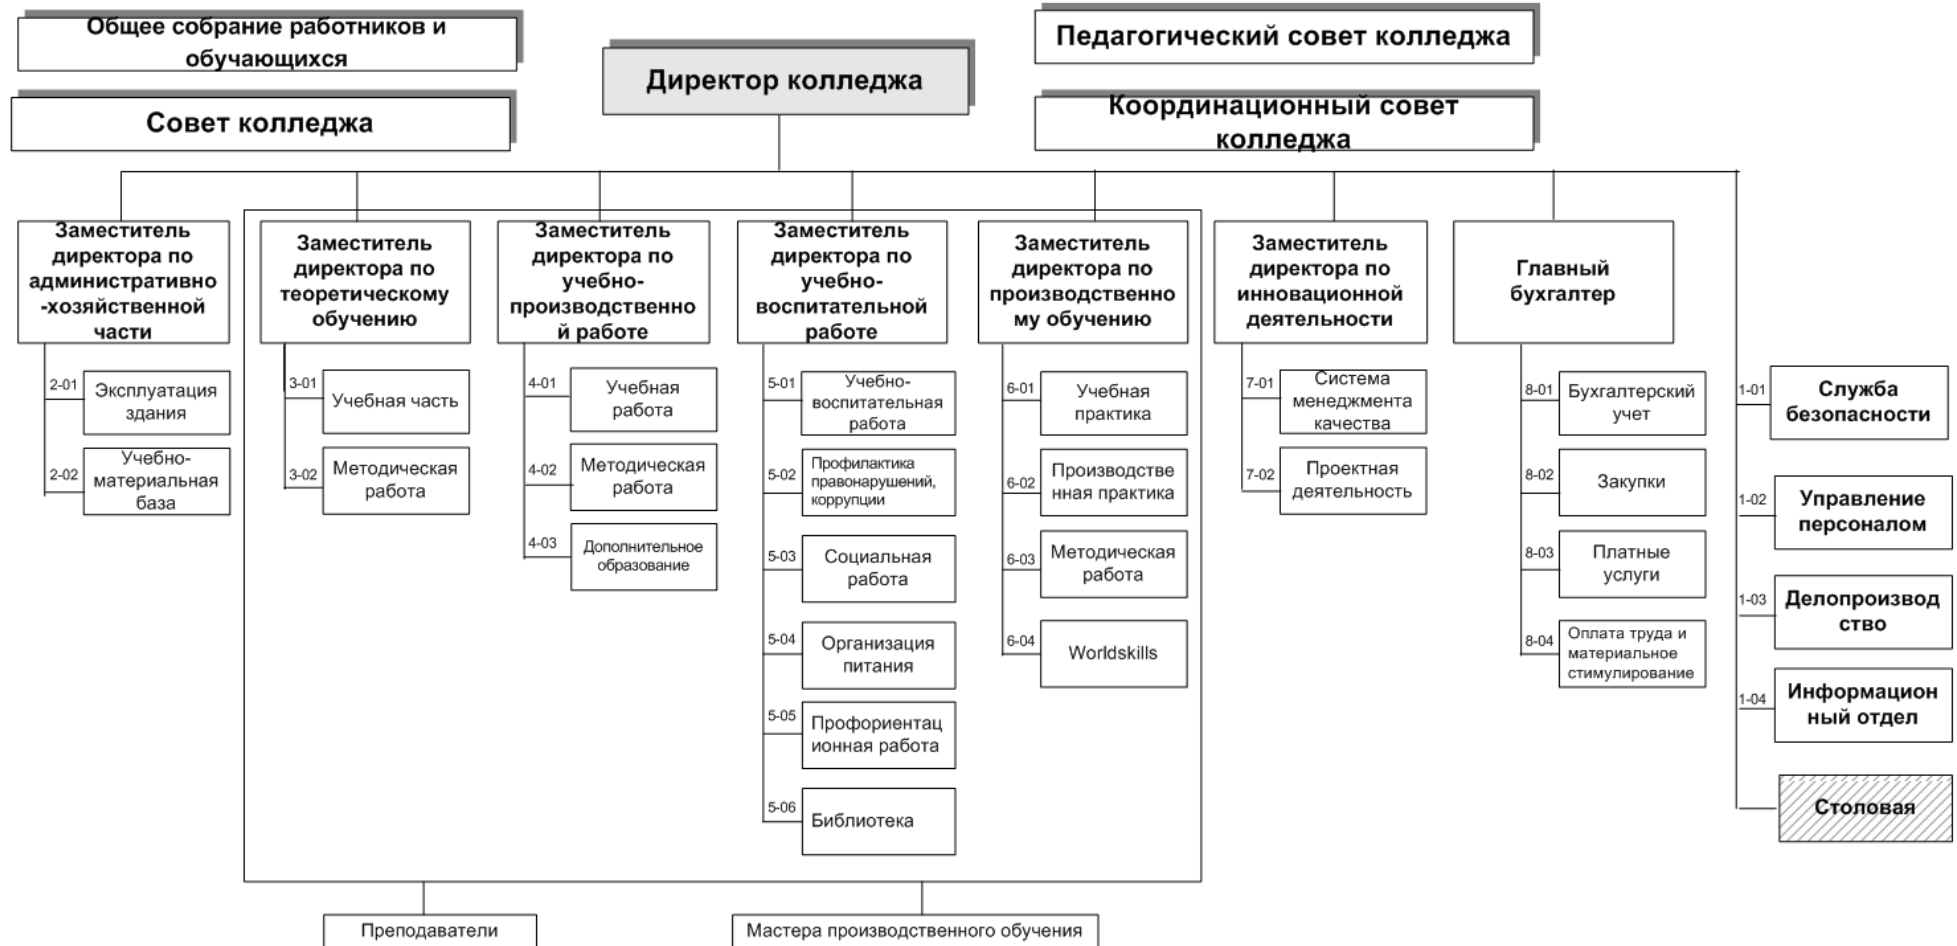 Общее собрание работников и
обучающихся
Совет колледжа
Директор колледжа
Педагогический совет колледжа
Координационный совет
колледжа
Заместитель
директора по
административно
-хозяйственной
части
2-01
Эксплуатация
здания
2-02
Учебно-
материальная
база
Заместитель
директора по
теоретическому
обучению
3-01
Учебная часть
3-02
Методическая
работа
Заместитель
директора по
учебно-
производственно
й работе
4-01
Учебная
работа
4-02
Методическая
работа
4-03
Дополнительное
образование
Заместитель
директора по
учебно-
воспитательной
работе
5-01
Учебно-
воспитательная
работа
5-02
Профилактика
правонарушений,
коррупции
5-03
Социальная
работа
5-04
Организация
питания
5-05
Профориентац
ионная работа
5-06
Библиотека
Заместитель
директора по
производственно
му обучению
6-01
Учебная
практика
6-02
Производстве
нная практика
6-03
Методическая
работа
6-04
Worldskills
Заместитель
директора по
инновационной
деятельности
7-01
Система
менеджмента
качества
7-02
Проектная
деятельность
Главный
бухгалтер
8-01
Бухгалтерский
учет
8-02
Закупки
8-03
Платные
услуги
8-04
Оплата труда и
материальное
стимулирование
1-01
Служба
безопасности
1-02
Управление
персоналом
1-03
Делопроизвод
ство
1-04
Информацион
ный отдел
Столовая
Преподаватели
Мастера производственного обучения